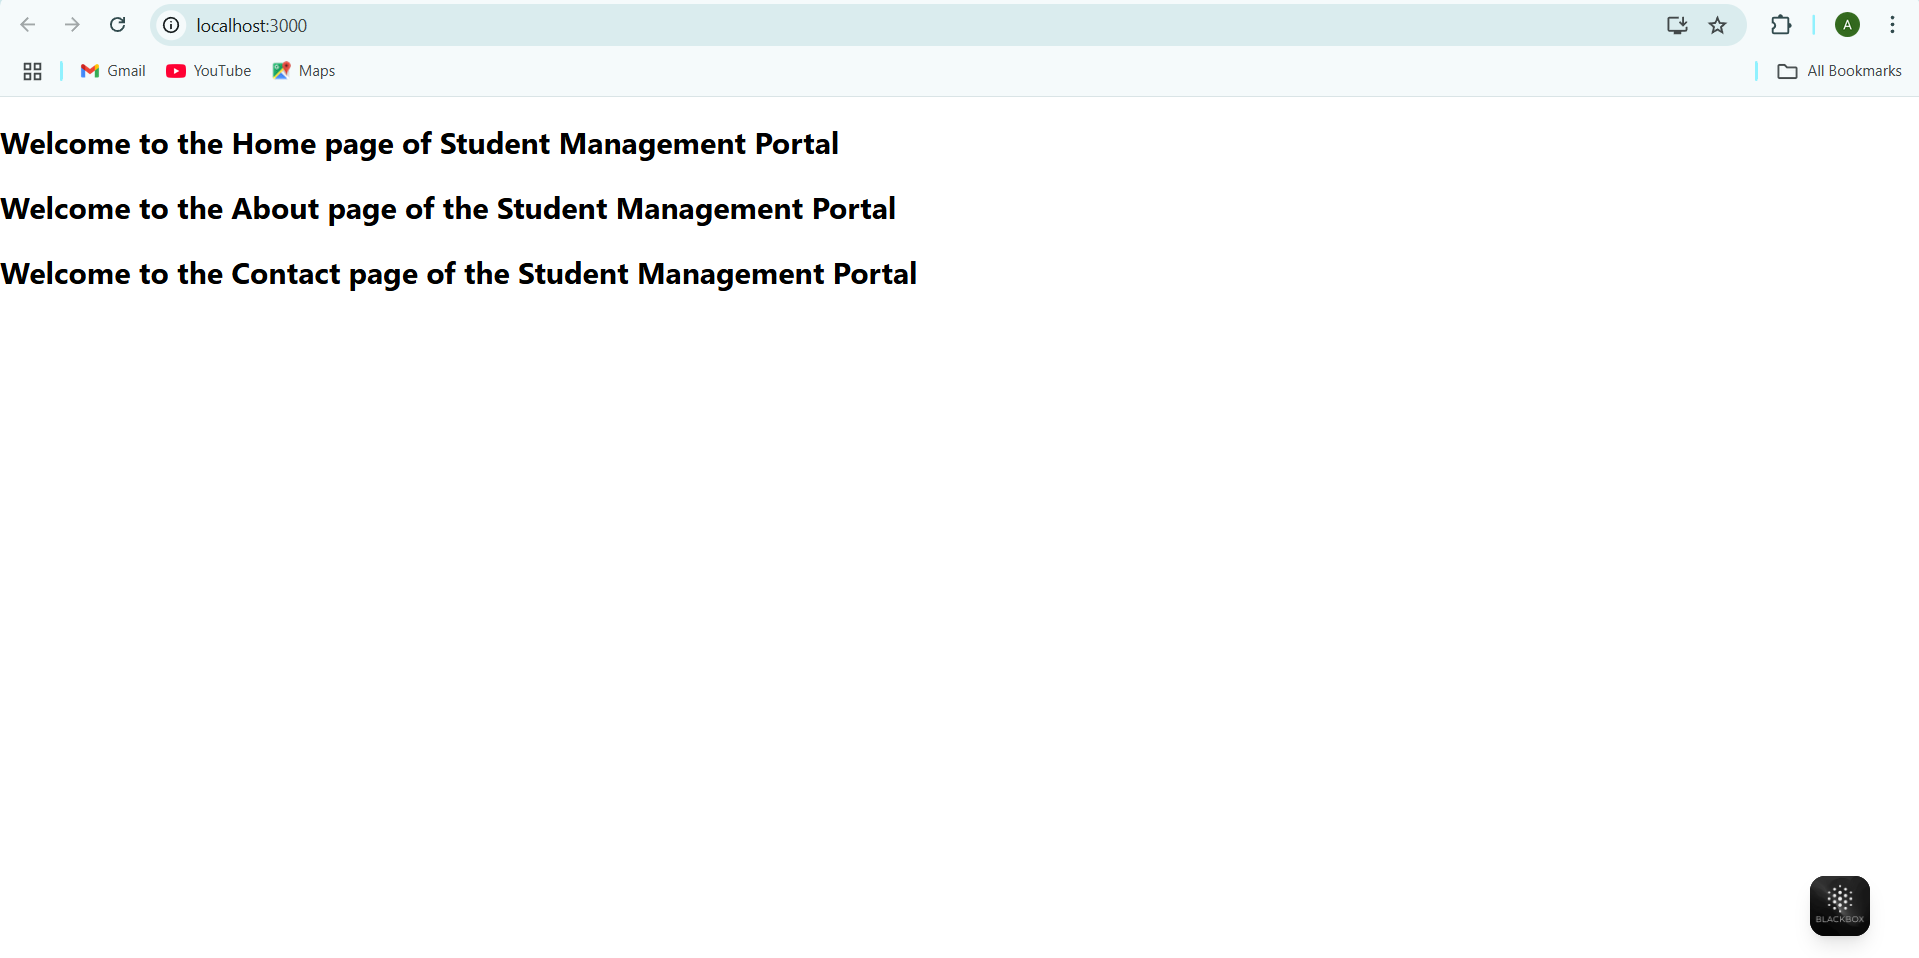 localhost:3000
A
Gmail YouTube Maps All Bookmarks
Welcome to the Home page of Student Management Portal
Welcome to the About page of the Student Management Portal
Welcome to the Contact page of the Student Management Portal
BLACKBOX